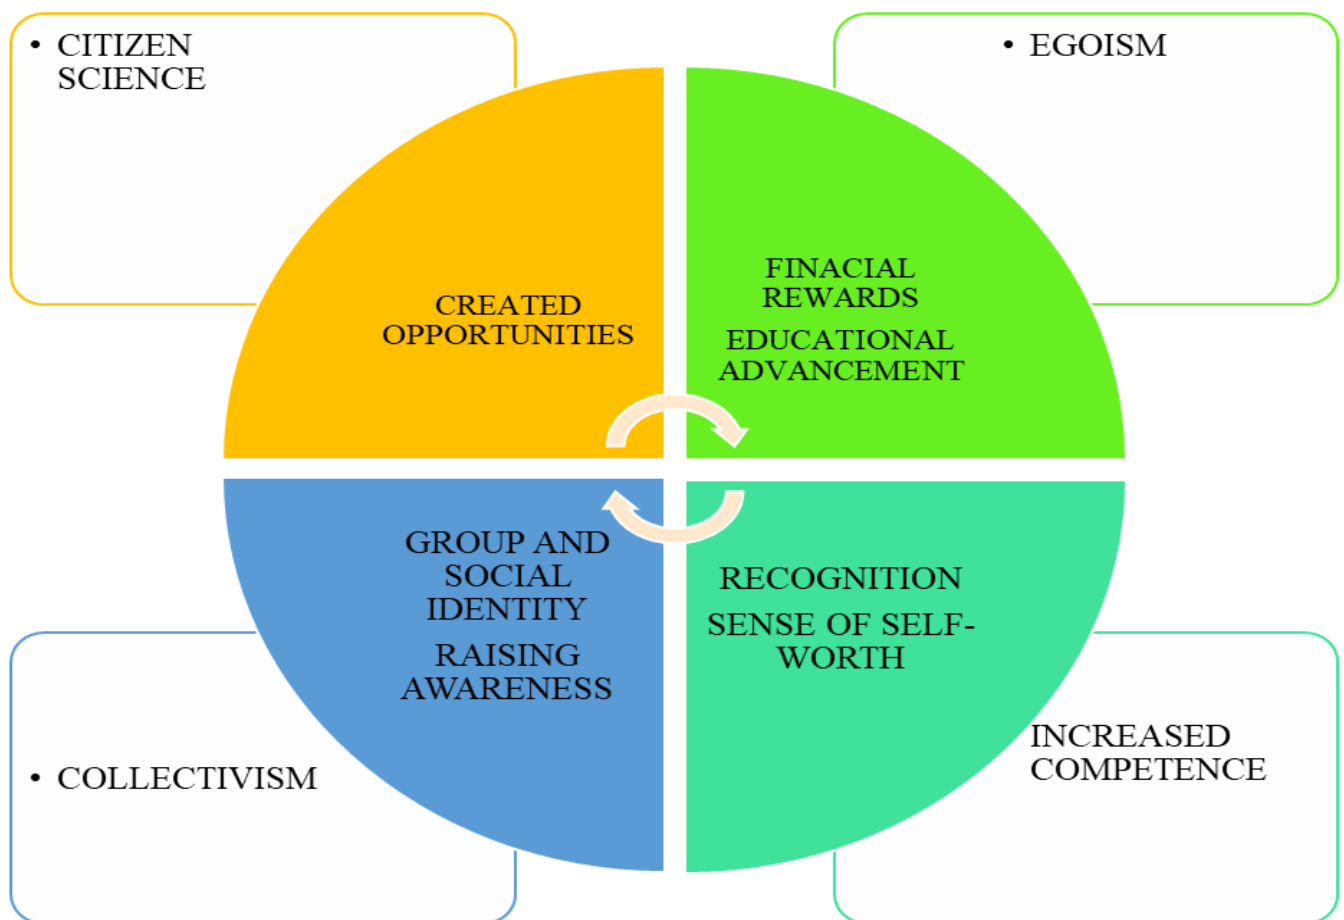 • CITIZEN
SCIENCE
• EGOISM
CREATED
OPPORTUNITIES
FINACIAL
REWARDS
EDUCATIONAL
ADVANCEMENT
GROUP AND
SOCIAL
IDENTITY
RAISING
AWARENESS
RECOGNITION
SENSE OF SELF-
WORTH
• COLLECTIVISM
INCREASED
COMPETENCE